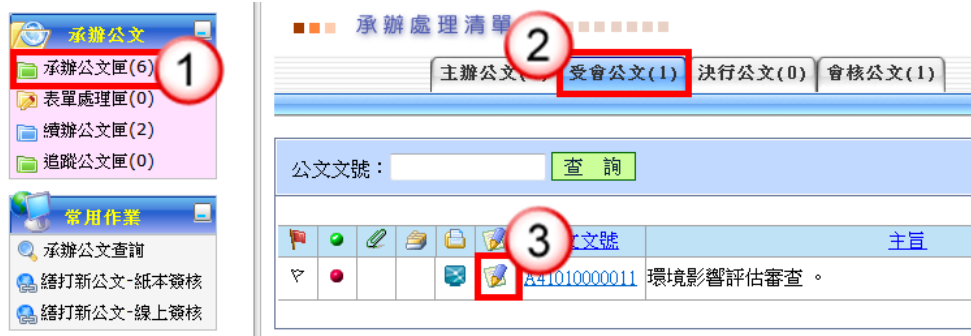 承辦公文
承辦公文匣(6)
1
表單處理匣(0)
續辦公文匣(2)
追蹤公文匣(0)
常用作業
承辦公文查詢
繕打新公文-紙本簽核
繕打新公文-線上簽核
承辦處理清單
2
主辦公文
受會公文(1)
決行公文(0)
會核公文(1)
公文文號：
查 詢
3
文號
主旨
A41010000011
環境影響評估審查 。